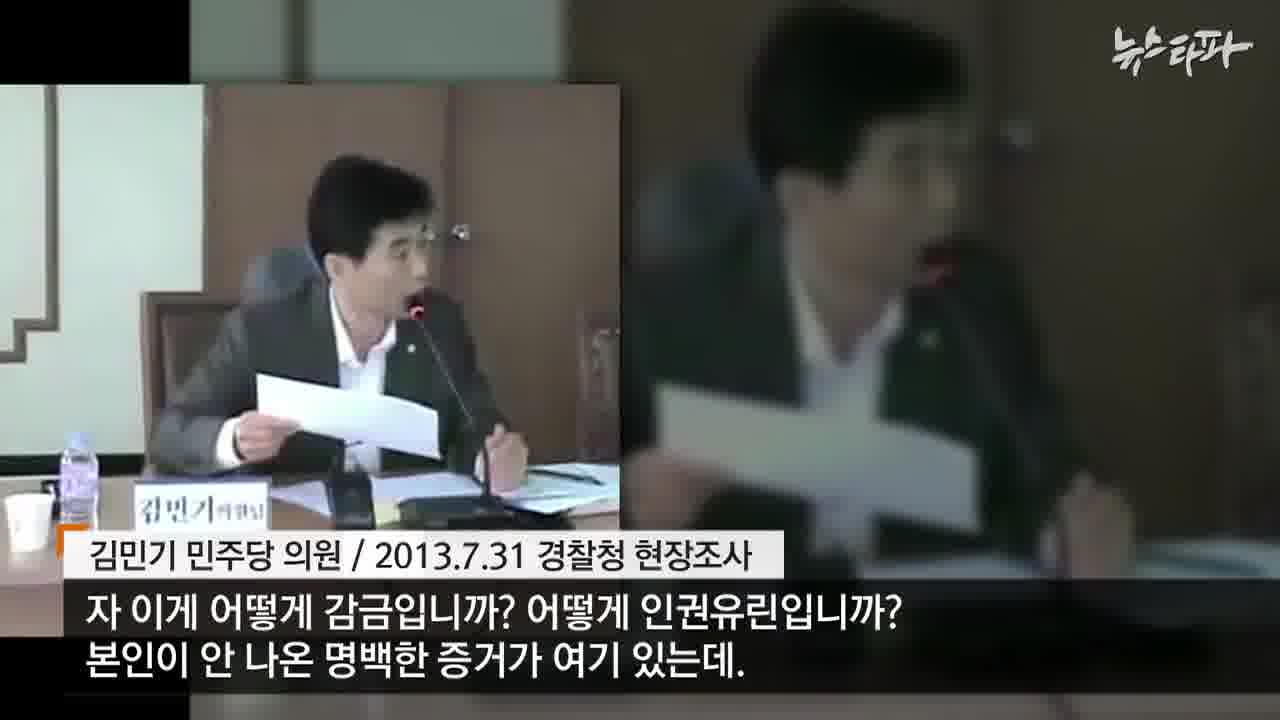 뉴스타파
김민기의원님
김민기 민주당 의원 / 2013.7.31 경찰청 현장조사
자 이게 어떻게 감금입니까? 어떻게 인권유린입니까?
본인이 안 나온 명백한 증거가 여기 있는데.